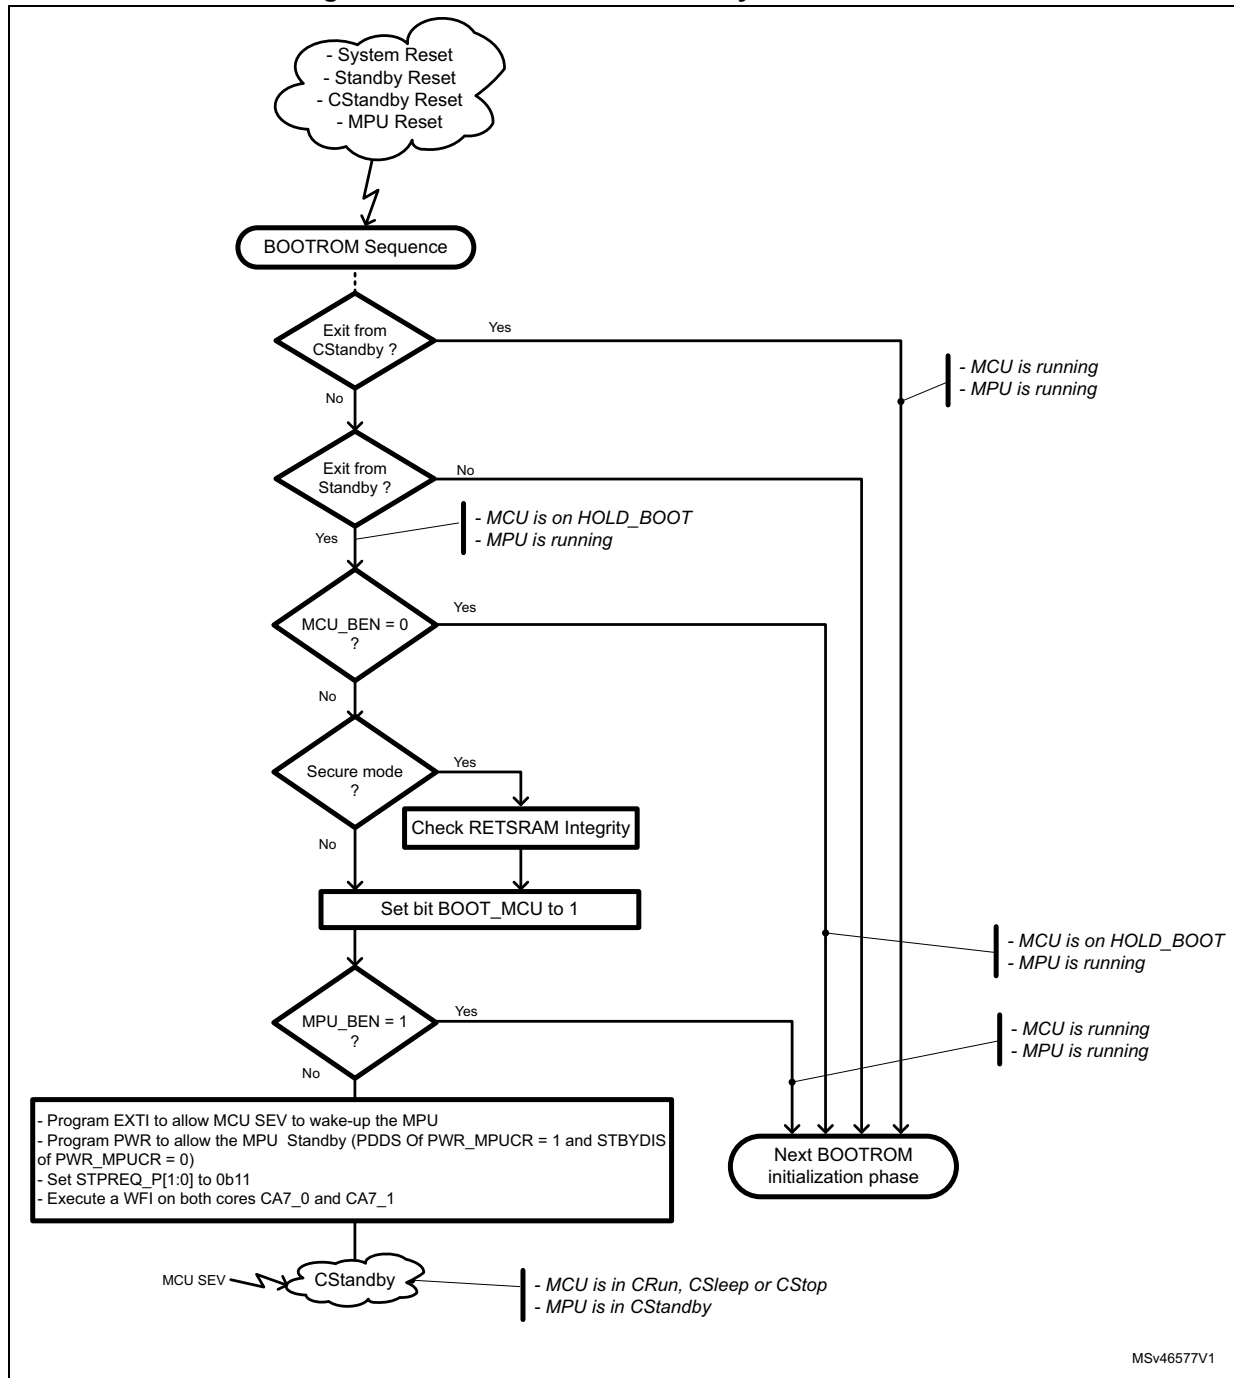 - System Reset
- Standby Reset
- CStandby Reset
- MPU Reset
BOOTROM Sequence
Exit from
CStandby ?
Yes
- MCU is running
- MPU is running
No
Exit from
Standby ?
No
- MCU is on HOLD_BOOT
- MPU is running
Yes
MCU_BEN = 0
?
Yes
No
Secure mode
?
Yes
Check RETSRAM Integrity
No
Set bit BOOT_MCU to 1
- MCU is on HOLD_BOOT
- MPU is running
MPU_BEN = 1
?
Yes
- MCU is running
- MPU is running
No
- Program EXTI to allow MCU SEV to wake-up the MPU
- Program PWR to allow the MPU Standby (PDDS Of PWR_MPUCR = 1 and STBYDIS
of PWR_MPUCR = 0)
- Set STPREQ_P[1:0] to 0b11
- Execute a WFI on both cores CA7_0 and CA7_1
Next BOOTROM
initialization phase
MCU SEV
CStandby
- MCU is in CRun, CSleep or CStop
- MPU is in CStandby
MSv46577V1